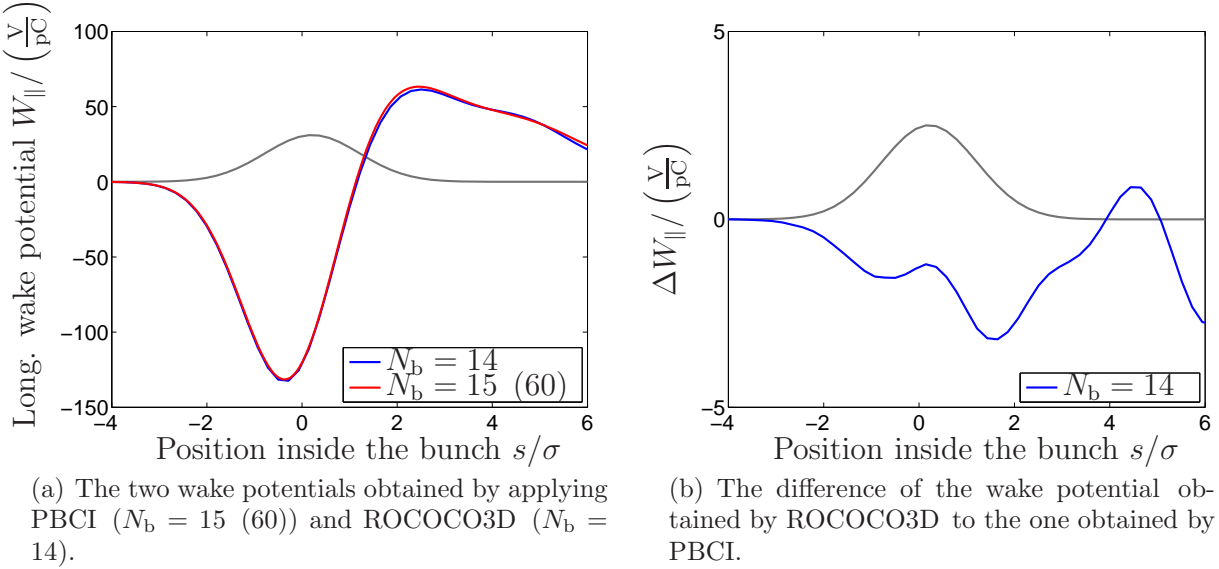 Long. wake potential W∥/ (V/pC)
100
50
0
−50
−100
−150
−4
−2
0
2
4
6
N_b = 14
N_b = 15 (60)
Position inside the bunch s/σ
(a) The two wake potentials obtained by applying
PBCI (N_b = 15 (60)) and ROCOCO3D (N_b =
14).
ΔW∥/ (V/pC)
5
0
−5
−4
−2
0
2
4
6
N_b = 14
Position inside the bunch s/σ
(b) The difference of the wake potential ob-
tained by ROCOCO3D to the one obtained by
PBCI.